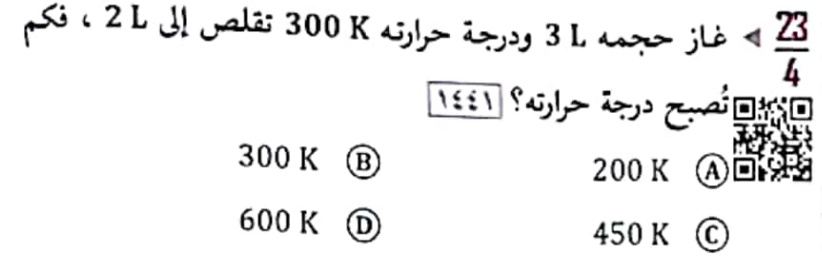 23/4 ◄ غاز حجمه 3 L ودرجة حرارته 300 K تقلص إلى 2 L ، فكم
تُصبح درجة حرارته؟ ١٤٤١
A 200 K B 300 K
C 450 K D 600 K